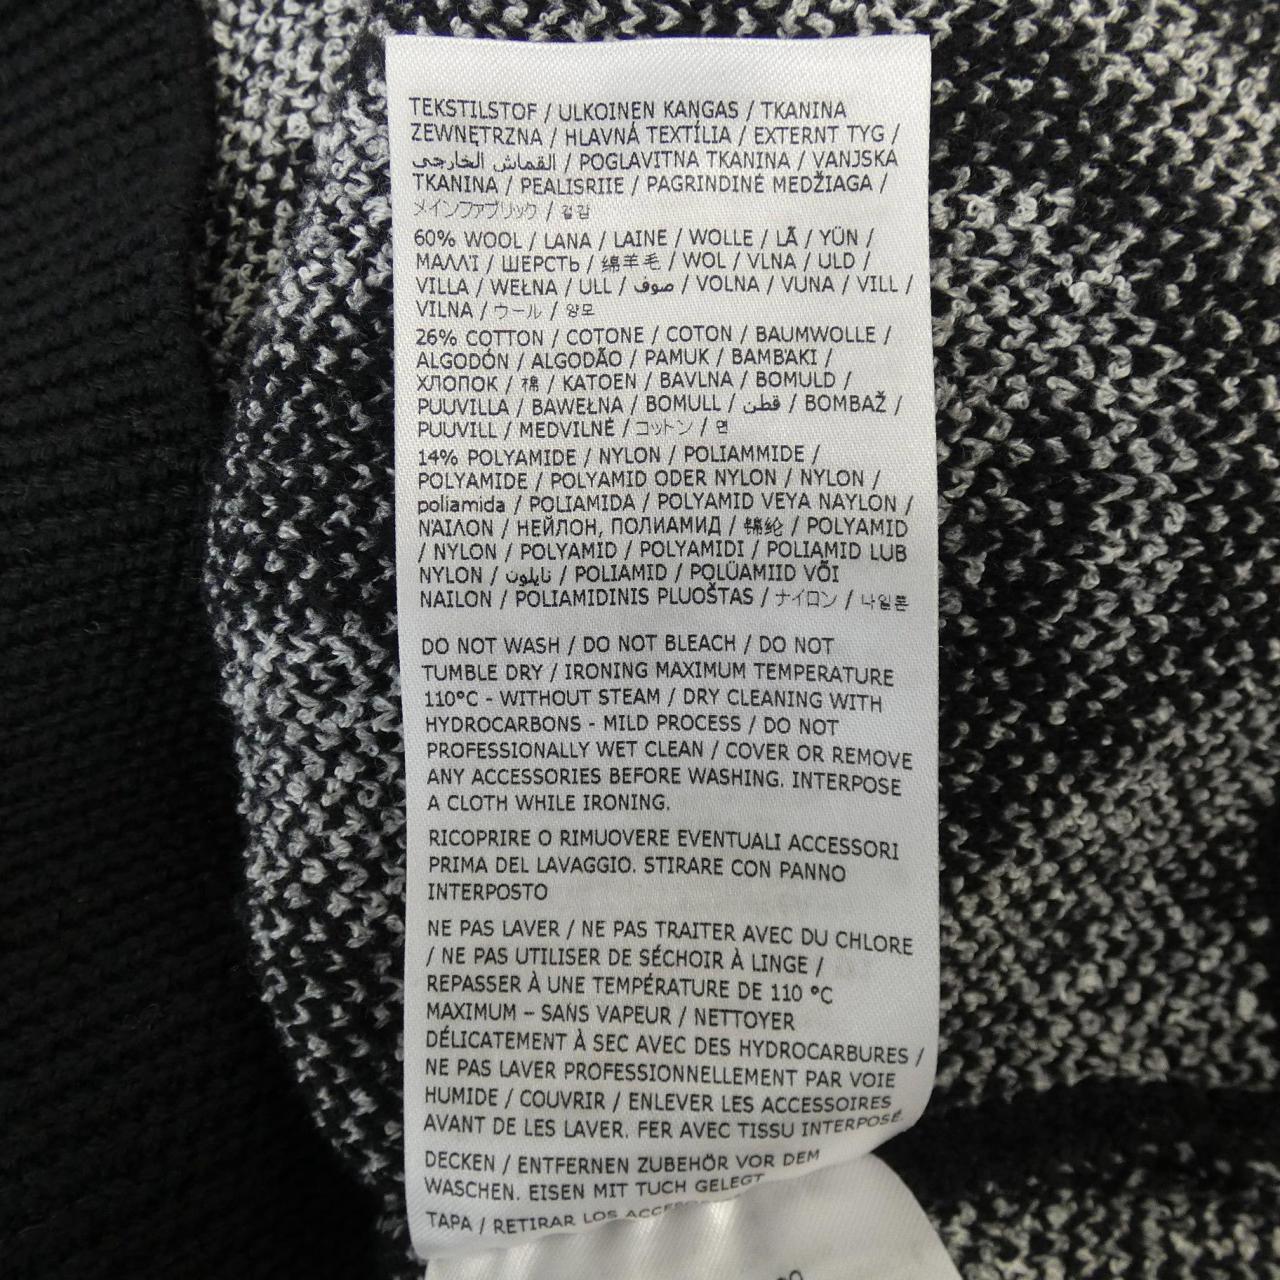 TEKSTILSTOF / ULKOINEN KANGAS / TKANINA
ZEWNĘTRZNA / HLAVNÁ TEXTÍLIA / EXTERNT TYG /
القماش الخارجي / POGLAVITNA TKANINA / VANJSKA
TKANINA / PEALISRIIE / PAGRINDINĖ MEDŽIAGA /
メインファブリック / 겉감
60% WOOL / LANA / LAINE / WOLLE / LÃ / YÜN /
ΜΑΛΛΊ / ШЕРСТЬ / 绵羊毛 / WOL / VLNA / ULD /
VILLA / WEŁNA / ULL / صوف / VOLNA / VUNA / VILL /
VILNA / ウール / 양모
26% COTTON / COTONE / COTON / BAUMWOLLE /
ALGODÓN / ALGODÃO / PAMUK / BAMBAKI /
ХЛОПОК / 棉 / KATOEN / BAVLNA / BOMULD /
PUUVILLA / BAWEŁNA / BOMULL / قطن / BOMBAŽ /
PUUVILL / MEDVILNĖ / コットン / 면
14% POLYAMIDE / NYLON / POLIAMMIDE /
POLYAMIDE / POLYAMID ODER NYLON / NYLON /
poliamida / POLIAMIDA / POLYAMID VEYA NAYLON /
ΝΑΊΛΟΝ / НЕЙЛОН, ПОЛИАМИД / 锦纶 / POLYAMID
/ NYLON / POLYAMID / POLYAMIDI / POLIAMID LUB
NYLON / نايلون / POLIAMID / POLÜAMIID VÕI
NAILON / POLIAMIDINIS PLUOŠTAS / ナイロン / 나일론
DO NOT WASH / DO NOT BLEACH / DO NOT
TUMBLE DRY / IRONING MAXIMUM TEMPERATURE
110°C - WITHOUT STEAM / DRY CLEANING WITH
HYDROCARBONS - MILD PROCESS / DO NOT
PROFESSIONALLY WET CLEAN / COVER OR REMOVE
ANY ACCESSORIES BEFORE WASHING. INTERPOSE
A CLOTH WHILE IRONING.
RICOPRIRE O RIMUOVERE EVENTUALI ACCESSORI
PRIMA DEL LAVAGGIO. STIRARE CON PANNO
INTERPOSTO
NE PAS LAVER / NE PAS TRAITER AVEC DU CHLORE
/ NE PAS UTILISER DE SÉCHOIR À LINGE /
REPASSER À UNE TEMPÉRATURE DE 110 °C
MAXIMUM – SANS VAPEUR / NETTOYER
DÉLICATEMENT À SEC AVEC DES HYDROCARBURES /
NE PAS LAVER PROFESSIONNELLEMENT PAR VOIE
HUMIDE / COUVRIR / ENLEVER LES ACCESSOIRES
AVANT DE LES LAVER. FER AVEC TISSU INTERPOSÉ.
DECKEN / ENTFERNEN ZUBEHÖR VOR DEM
WASCHEN. EISEN MIT TUCH GELEGT
TAPA / RETIRAR LOS